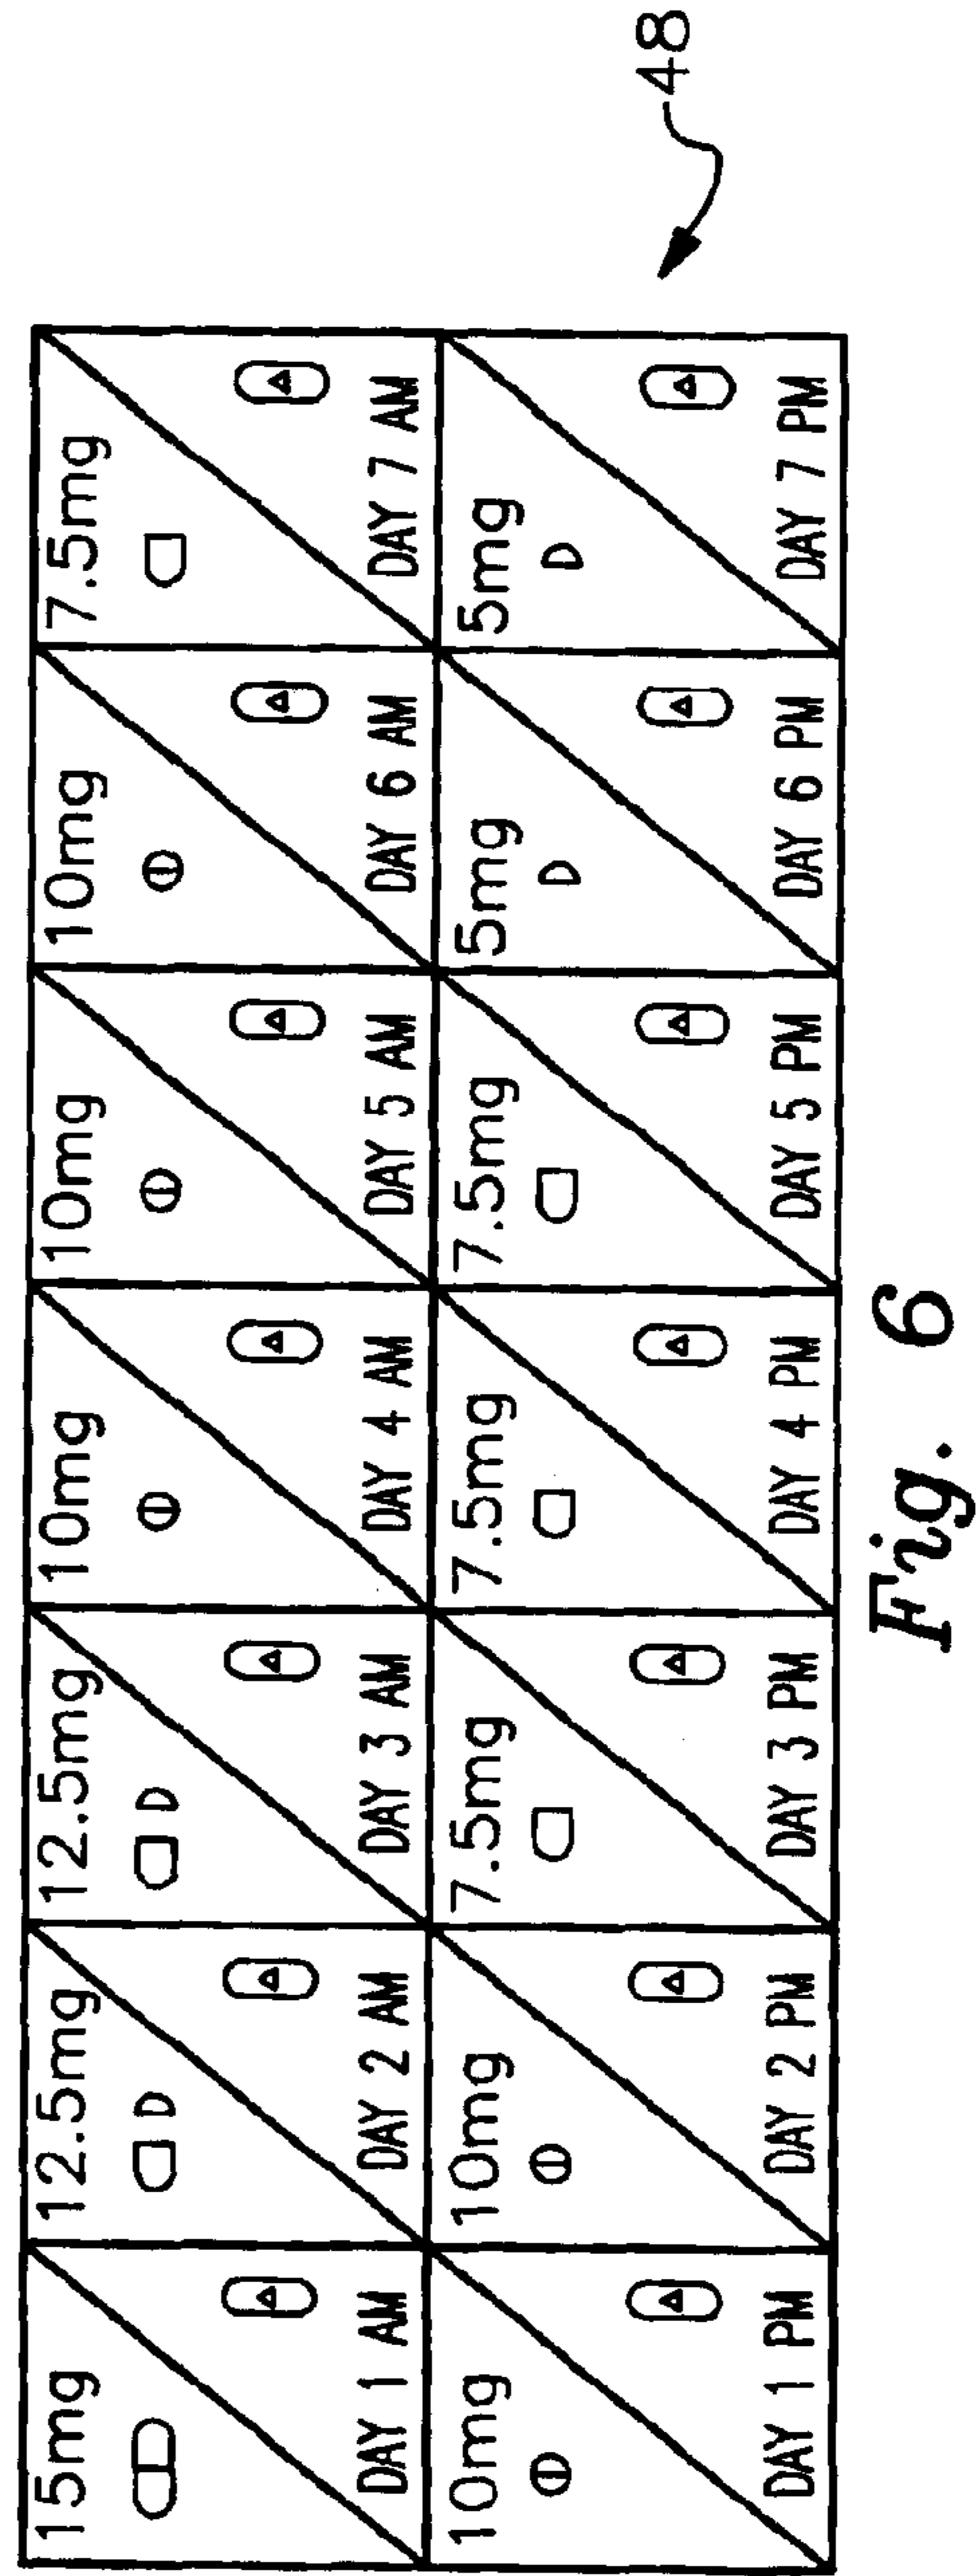 15mg 12.5mg 12.5mg 10mg 10mg 10mg 7.5mg
DAY 1 AM DAY 2 AM DAY 3 AM DAY 4 AM DAY 5 AM DAY 6 AM DAY 7 AM
10mg 10mg 7.5mg 7.5mg 7.5mg 5mg 5mg
DAY 1 PM DAY 2 PM DAY 3 PM DAY 4 PM DAY 5 PM DAY 6 PM DAY 7 PM
48
Fig. 6